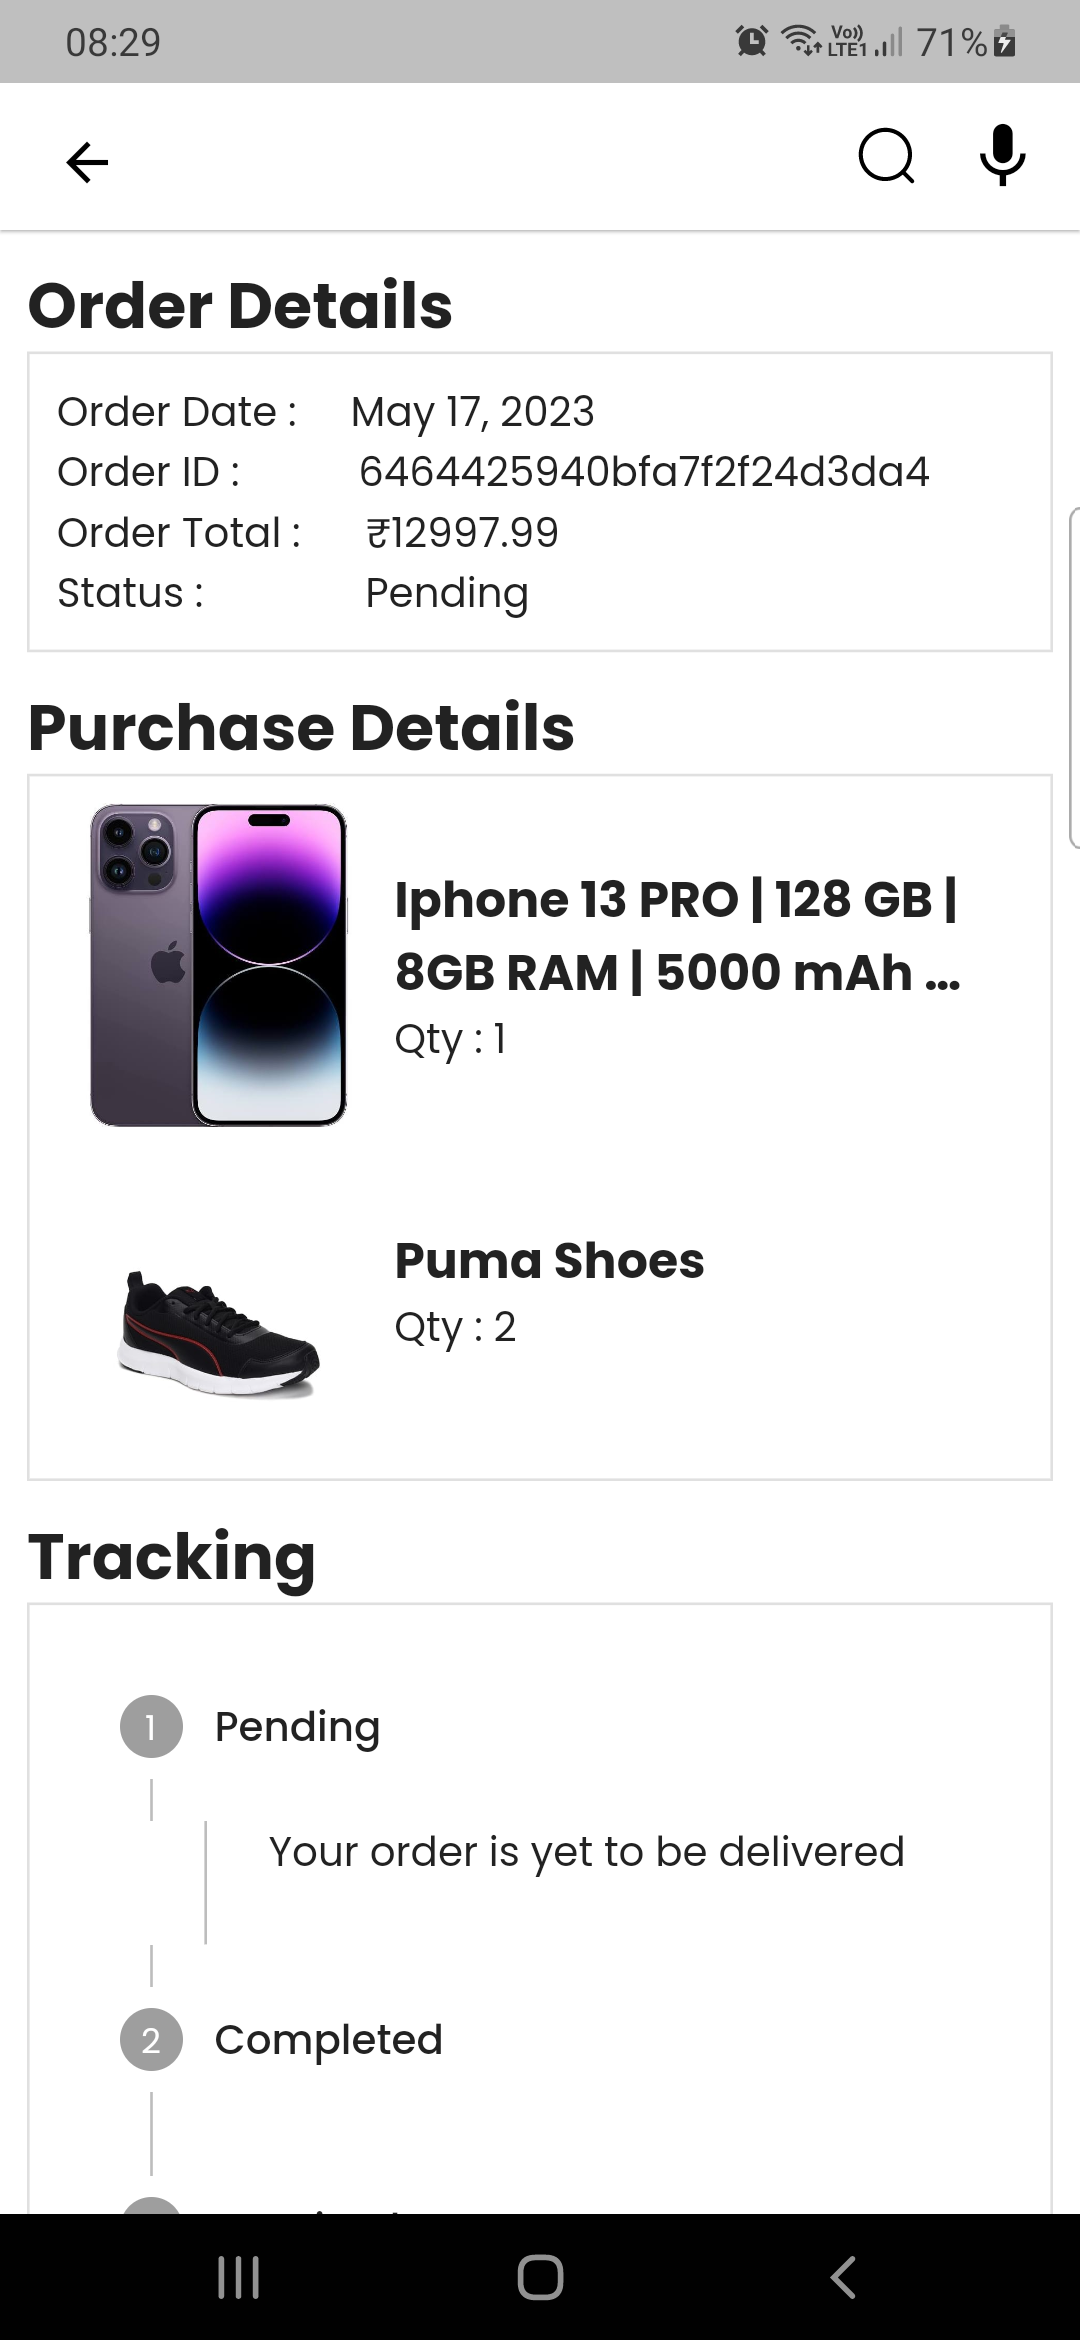 08:29
Vo)) LTE1 71%
Order Details
Order Date : May 17, 2023
Order ID : 6464425940bfa7f2f24d3da4
Order Total : ₹12997.99
Status : Pending
Purchase Details
Iphone 13 PRO | 128 GB |
8GB RAM | 5000 mAh ...
Qty : 1
Puma Shoes
Qty : 2
Tracking
1 Pending
Your order is yet to be delivered
2 Completed